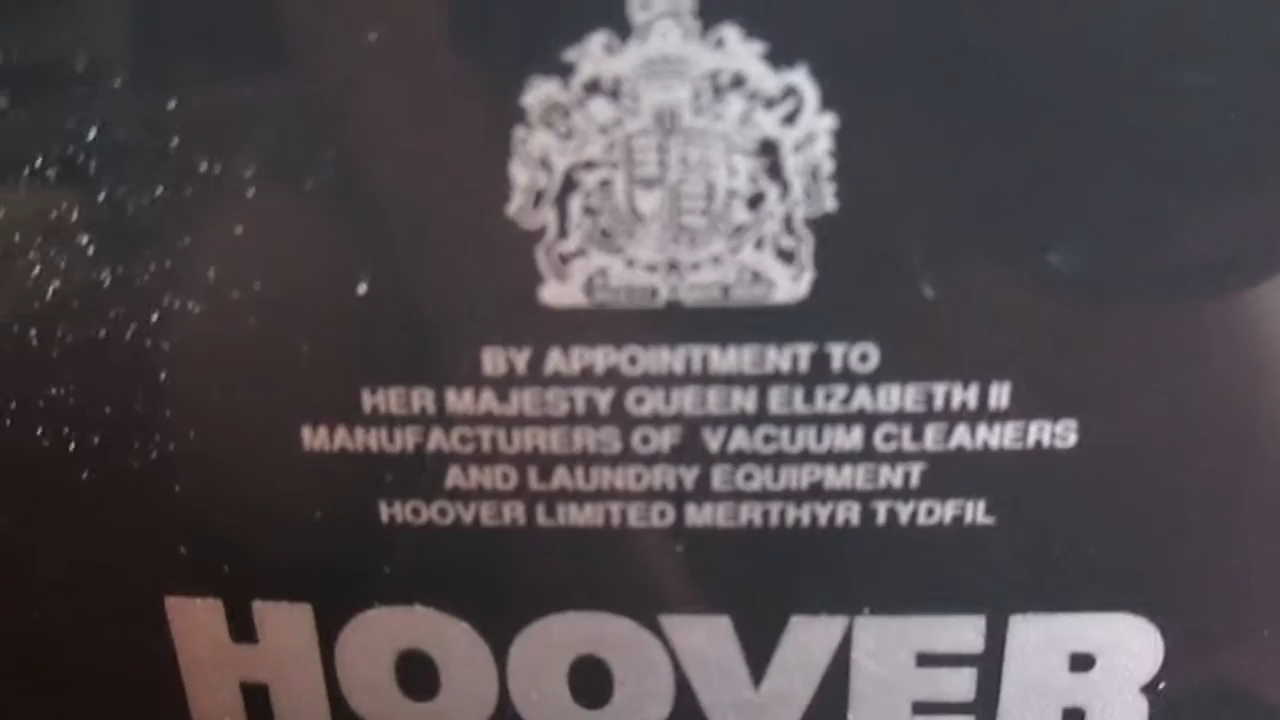 BY APPOINTMENT TO
HER MAJESTY QUEEN ELIZABETH II
MANUFACTURERS OF VACUUM CLEANERS
AND LAUNDRY EQUIPMENT
HOOVER LIMITED MERTHYR TYDFIL
HOOVER